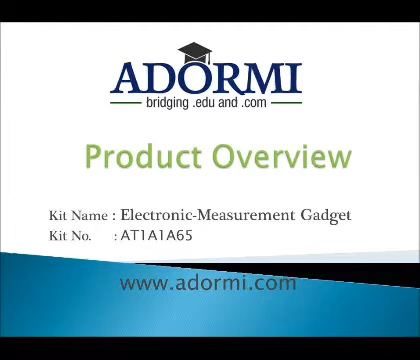 ADORMI
bridging .edu and .com
Product Overview
Kit Name : Electronic-Measurement Gadget
Kit No. : AT1A1A65
www.adormi.com